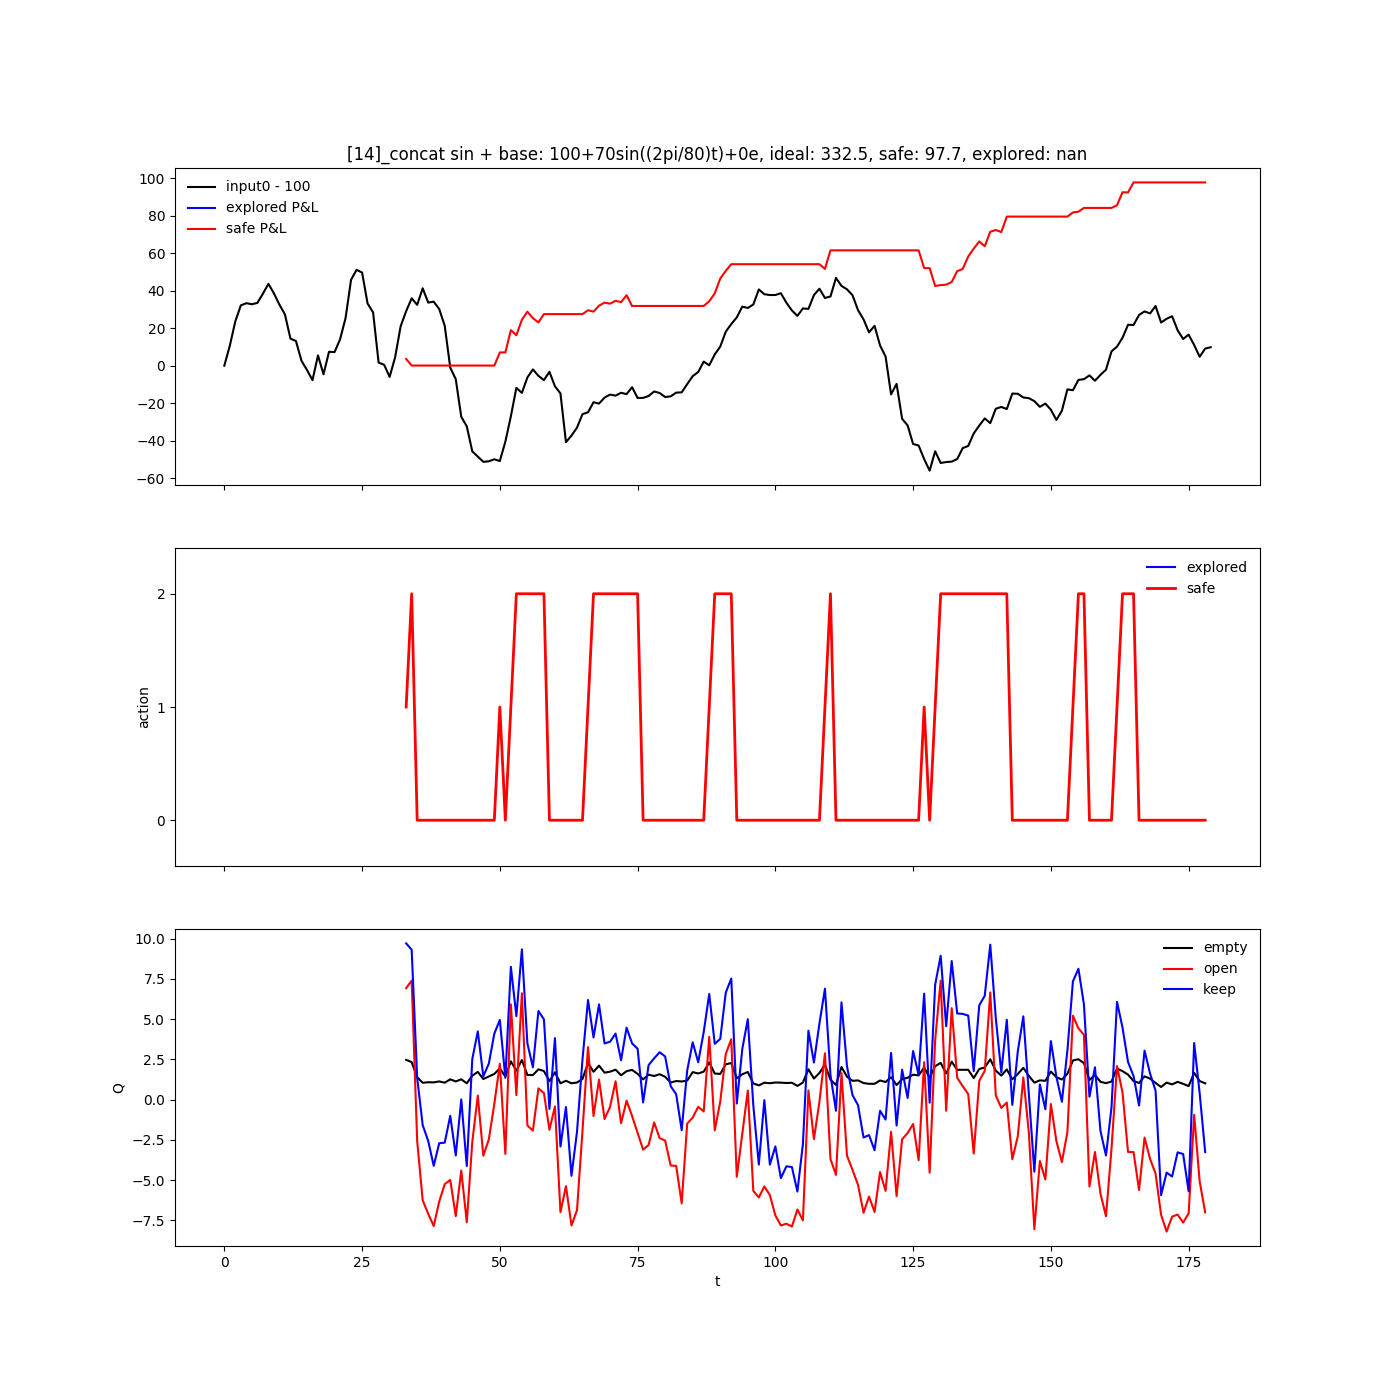 [14]_concat sin + base: 100+70sin((2pi/80)t)+0e, ideal: 332.5, safe: 97.7, explored: nan
100
80
60
40
20
0
−20
−40
−60
input0 - 100
explored P&L
safe P&L
action
2
1
0
explored
safe
Q
10.0
7.5
5.0
2.5
0.0
−2.5
−5.0
−7.5
empty
open
keep
0 25 50 75 100 125 150 175
t